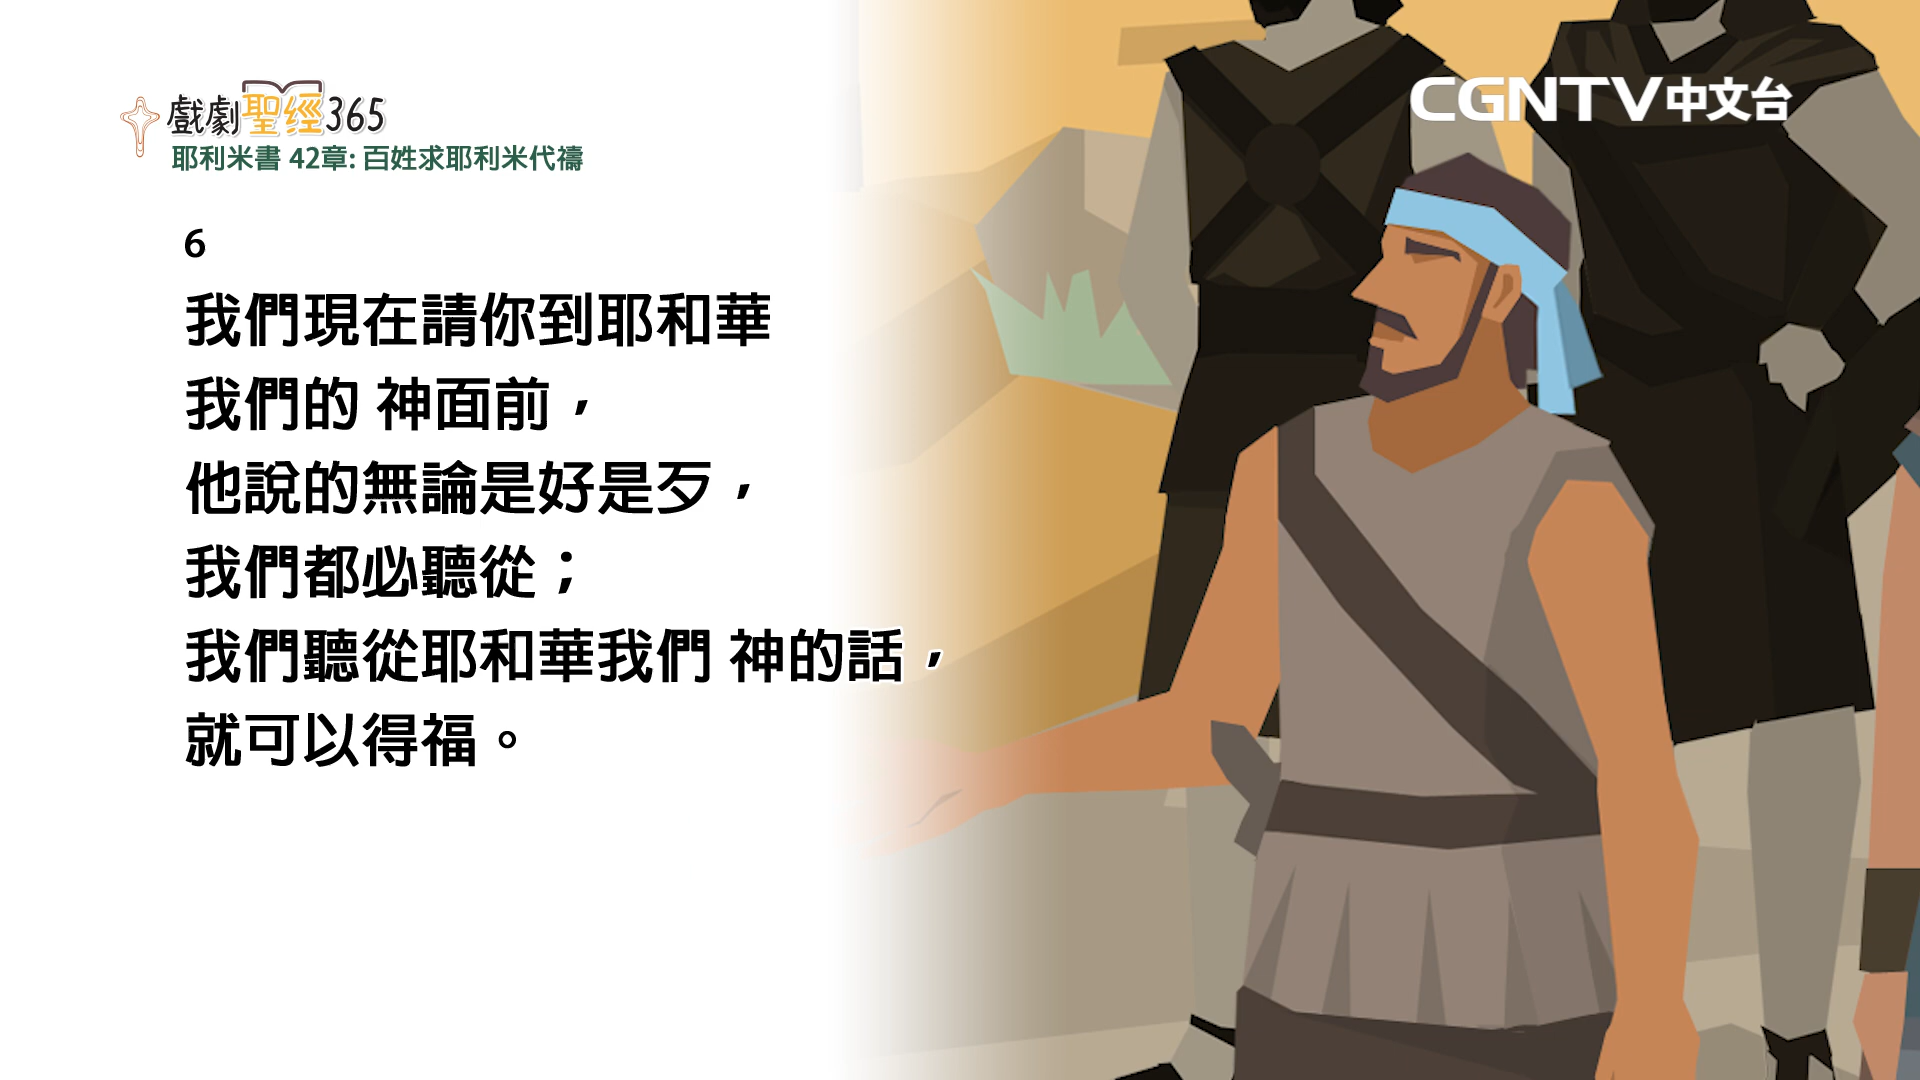 戲劇聖經365
CGNTV中文台
耶利米書 42章: 百姓求耶利米代禱
6
我們現在請你到耶和華
我們的 神面前，
他說的無論是好是歹，
我們都必聽從；
我們聽從耶和華我們 神的話，
就可以得福。